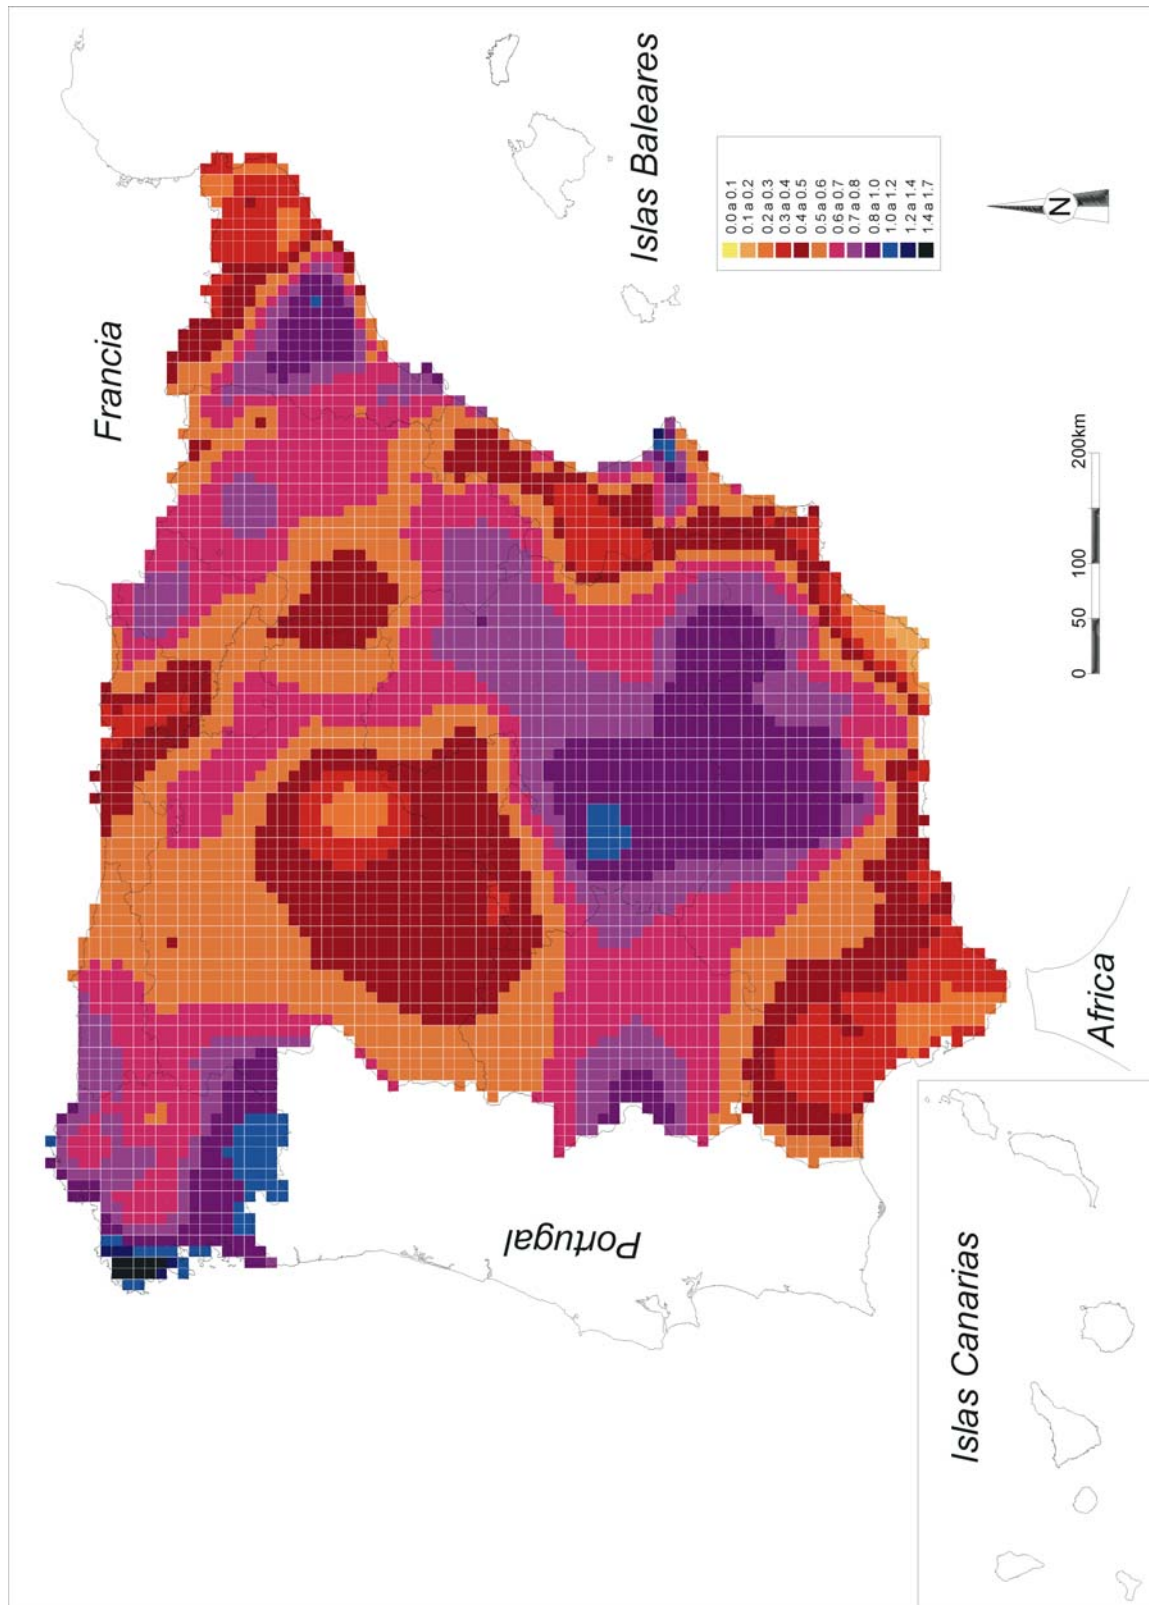 Francia
Islas Baleares
0.0 a 0.1
0.1 a 0.2
0.2 a 0.3
0.3 a 0.4
0.4 a 0.5
0.5 a 0.6
0.6 a 0.7
0.7 a 0.8
0.8 a 1.0
1.0 a 1.2
1.2 a 1.4
1.4 a 1.7
N
Portugal
0 50 100 200km
Africa
Islas Canarias